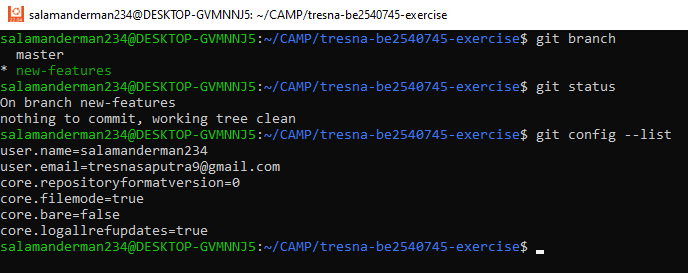 salamanderman234@DESKTOP-GVMNNJ5: ~/CAMP/tresna-be2540745-exercise
salamanderman234@DESKTOP-GVMNNJ5:~/CAMP/tresna-be2540745-exercise$ git branch
  master
* new-features
salamanderman234@DESKTOP-GVMNNJ5:~/CAMP/tresna-be2540745-exercise$ git status
On branch new-features
nothing to commit, working tree clean
salamanderman234@DESKTOP-GVMNNJ5:~/CAMP/tresna-be2540745-exercise$ git config --list
user.name=salamanderman234
user.email=tresnasaputra9@gmail.com
core.repositoryformatversion=0
core.filemode=true
core.bare=false
core.logallrefupdates=true
salamanderman234@DESKTOP-GVMNNJ5:~/CAMP/tresna-be2540745-exercise$